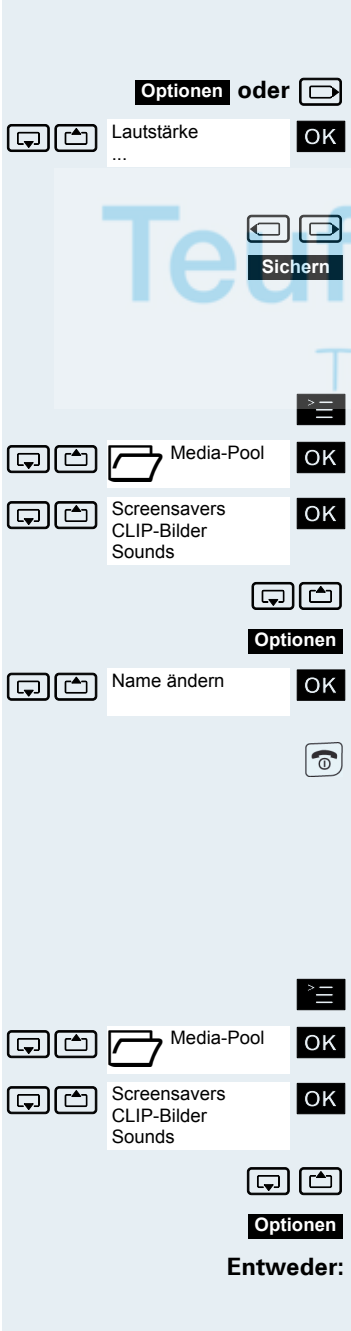 Optionen oder
Lautstärke OK
...
Sichern
Media-Pool OK
Screensavers OK
CLIP-Bilder
Sounds
Optionen
Name ändern OK
Media-Pool OK
Screensavers OK
CLIP-Bilder
Sounds
Optionen
Entweder: